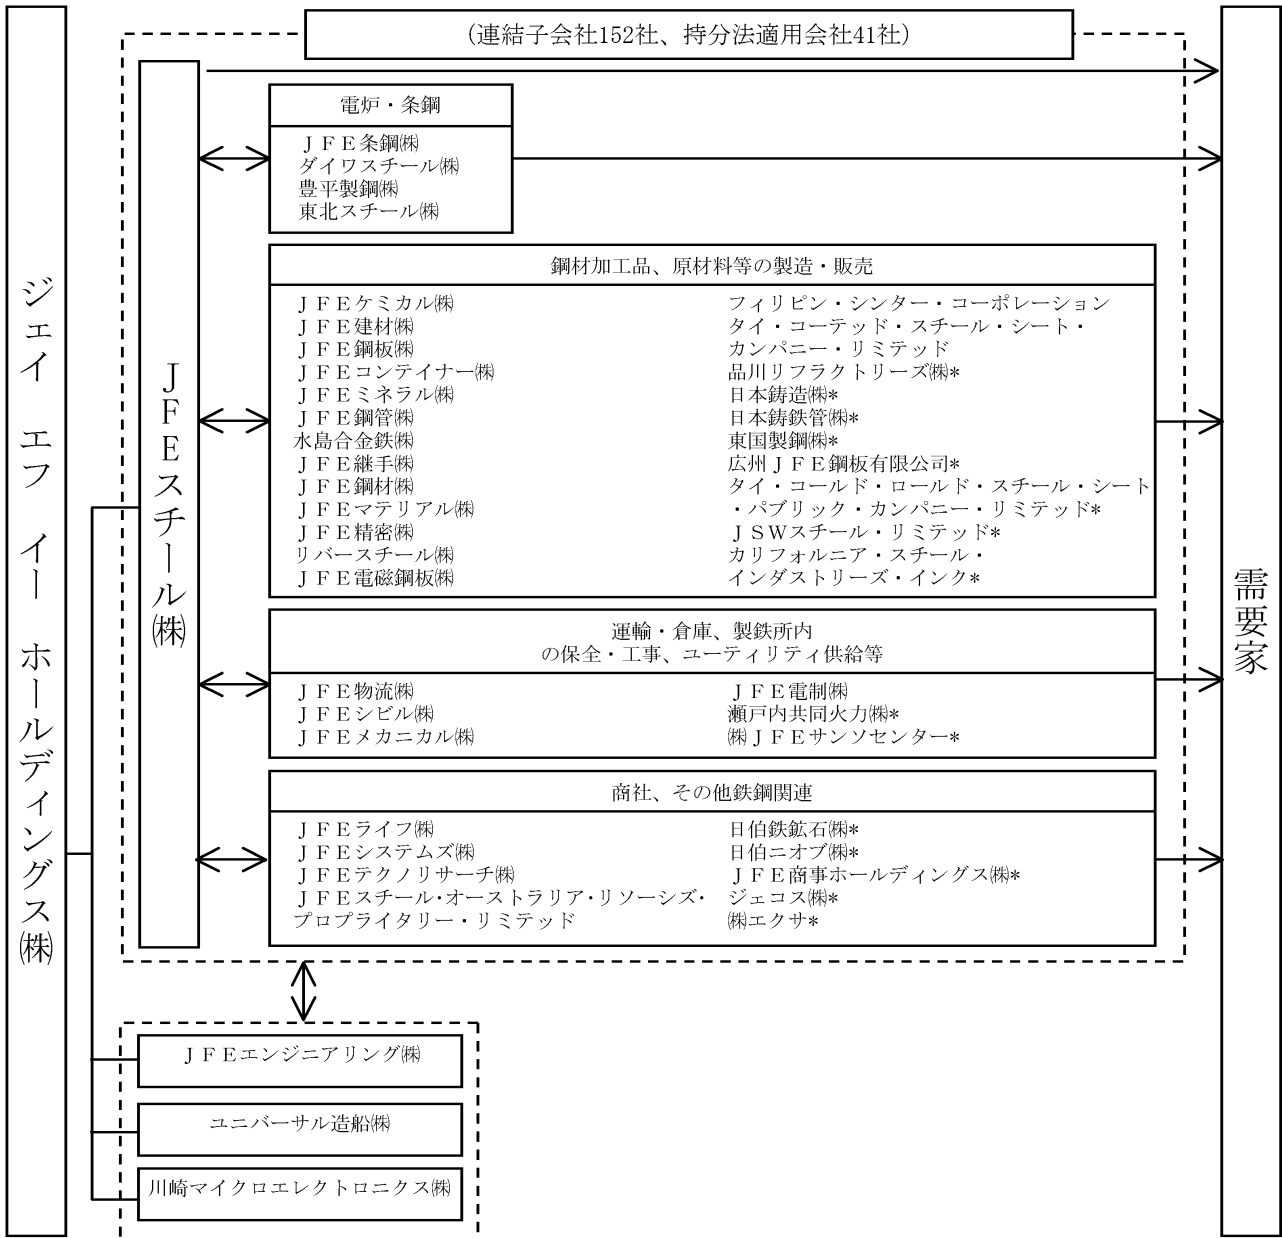 (連結子会社152社、持分法適用会社41社)
ジェイ エフ イー ホールディングス㈱
JFEスチール㈱
需要家
電炉・条鋼
ＪＦＥ条鋼㈱
ダイワスチール㈱
豊平製鋼㈱
東北スチール㈱
鋼材加工品、原材料等の製造・販売
ＪＦＥケミカル㈱
ＪＦＥ建材㈱
ＪＦＥ鋼板㈱
ＪＦＥコンテイナー㈱
ＪＦＥミネラル㈱
ＪＦＥ鋼管㈱
水島合金鉄㈱
ＪＦＥ継手㈱
ＪＦＥ鋼材㈱
ＪＦＥマテリアル㈱
ＪＦＥ精密㈱
リバースチール㈱
ＪＦＥ電磁鋼板㈱
フィリピン・シンター・コーポレーション
タイ・コーテッド・スチール・シート・
カンパニー・リミテッド
品川リフラクトリーズ㈱*
日本鋳造㈱*
日本鋳鉄管㈱*
東国製鋼㈱*
広州ＪＦＥ鋼板有限公司*
タイ・コールド・ロールド・スチール・シート
・パブリック・カンパニー・リミテッド*
ＪＳＷスチール・リミテッド*
カリフォルニア・スチール・
インダストリーズ・インク*
運輸・倉庫、製鉄所内
の保全・工事、ユーティリティ供給等
ＪＦＥ物流㈱
ＪＦＥシビル㈱
ＪＦＥメカニカル㈱
ＪＦＥ電制㈱
瀬戸内共同火力㈱*
㈱ＪＦＥサンソセンター*
商社、その他鉄鋼関連
ＪＦＥライフ㈱
ＪＦＥシステムズ㈱
ＪＦＥテクノリサーチ㈱
ＪＦＥスチール・オーストラリア・リソーシズ・
プロプライタリー・リミテッド
日伯鉄鉱石㈱*
日伯ニオブ㈱*
ＪＦＥ商事ホールディングス㈱*
ジェコス㈱*
㈱エクサ*
ＪＦＥエンジニアリング㈱
ユニバーサル造船㈱
川崎マイクロエレクトロニクス㈱